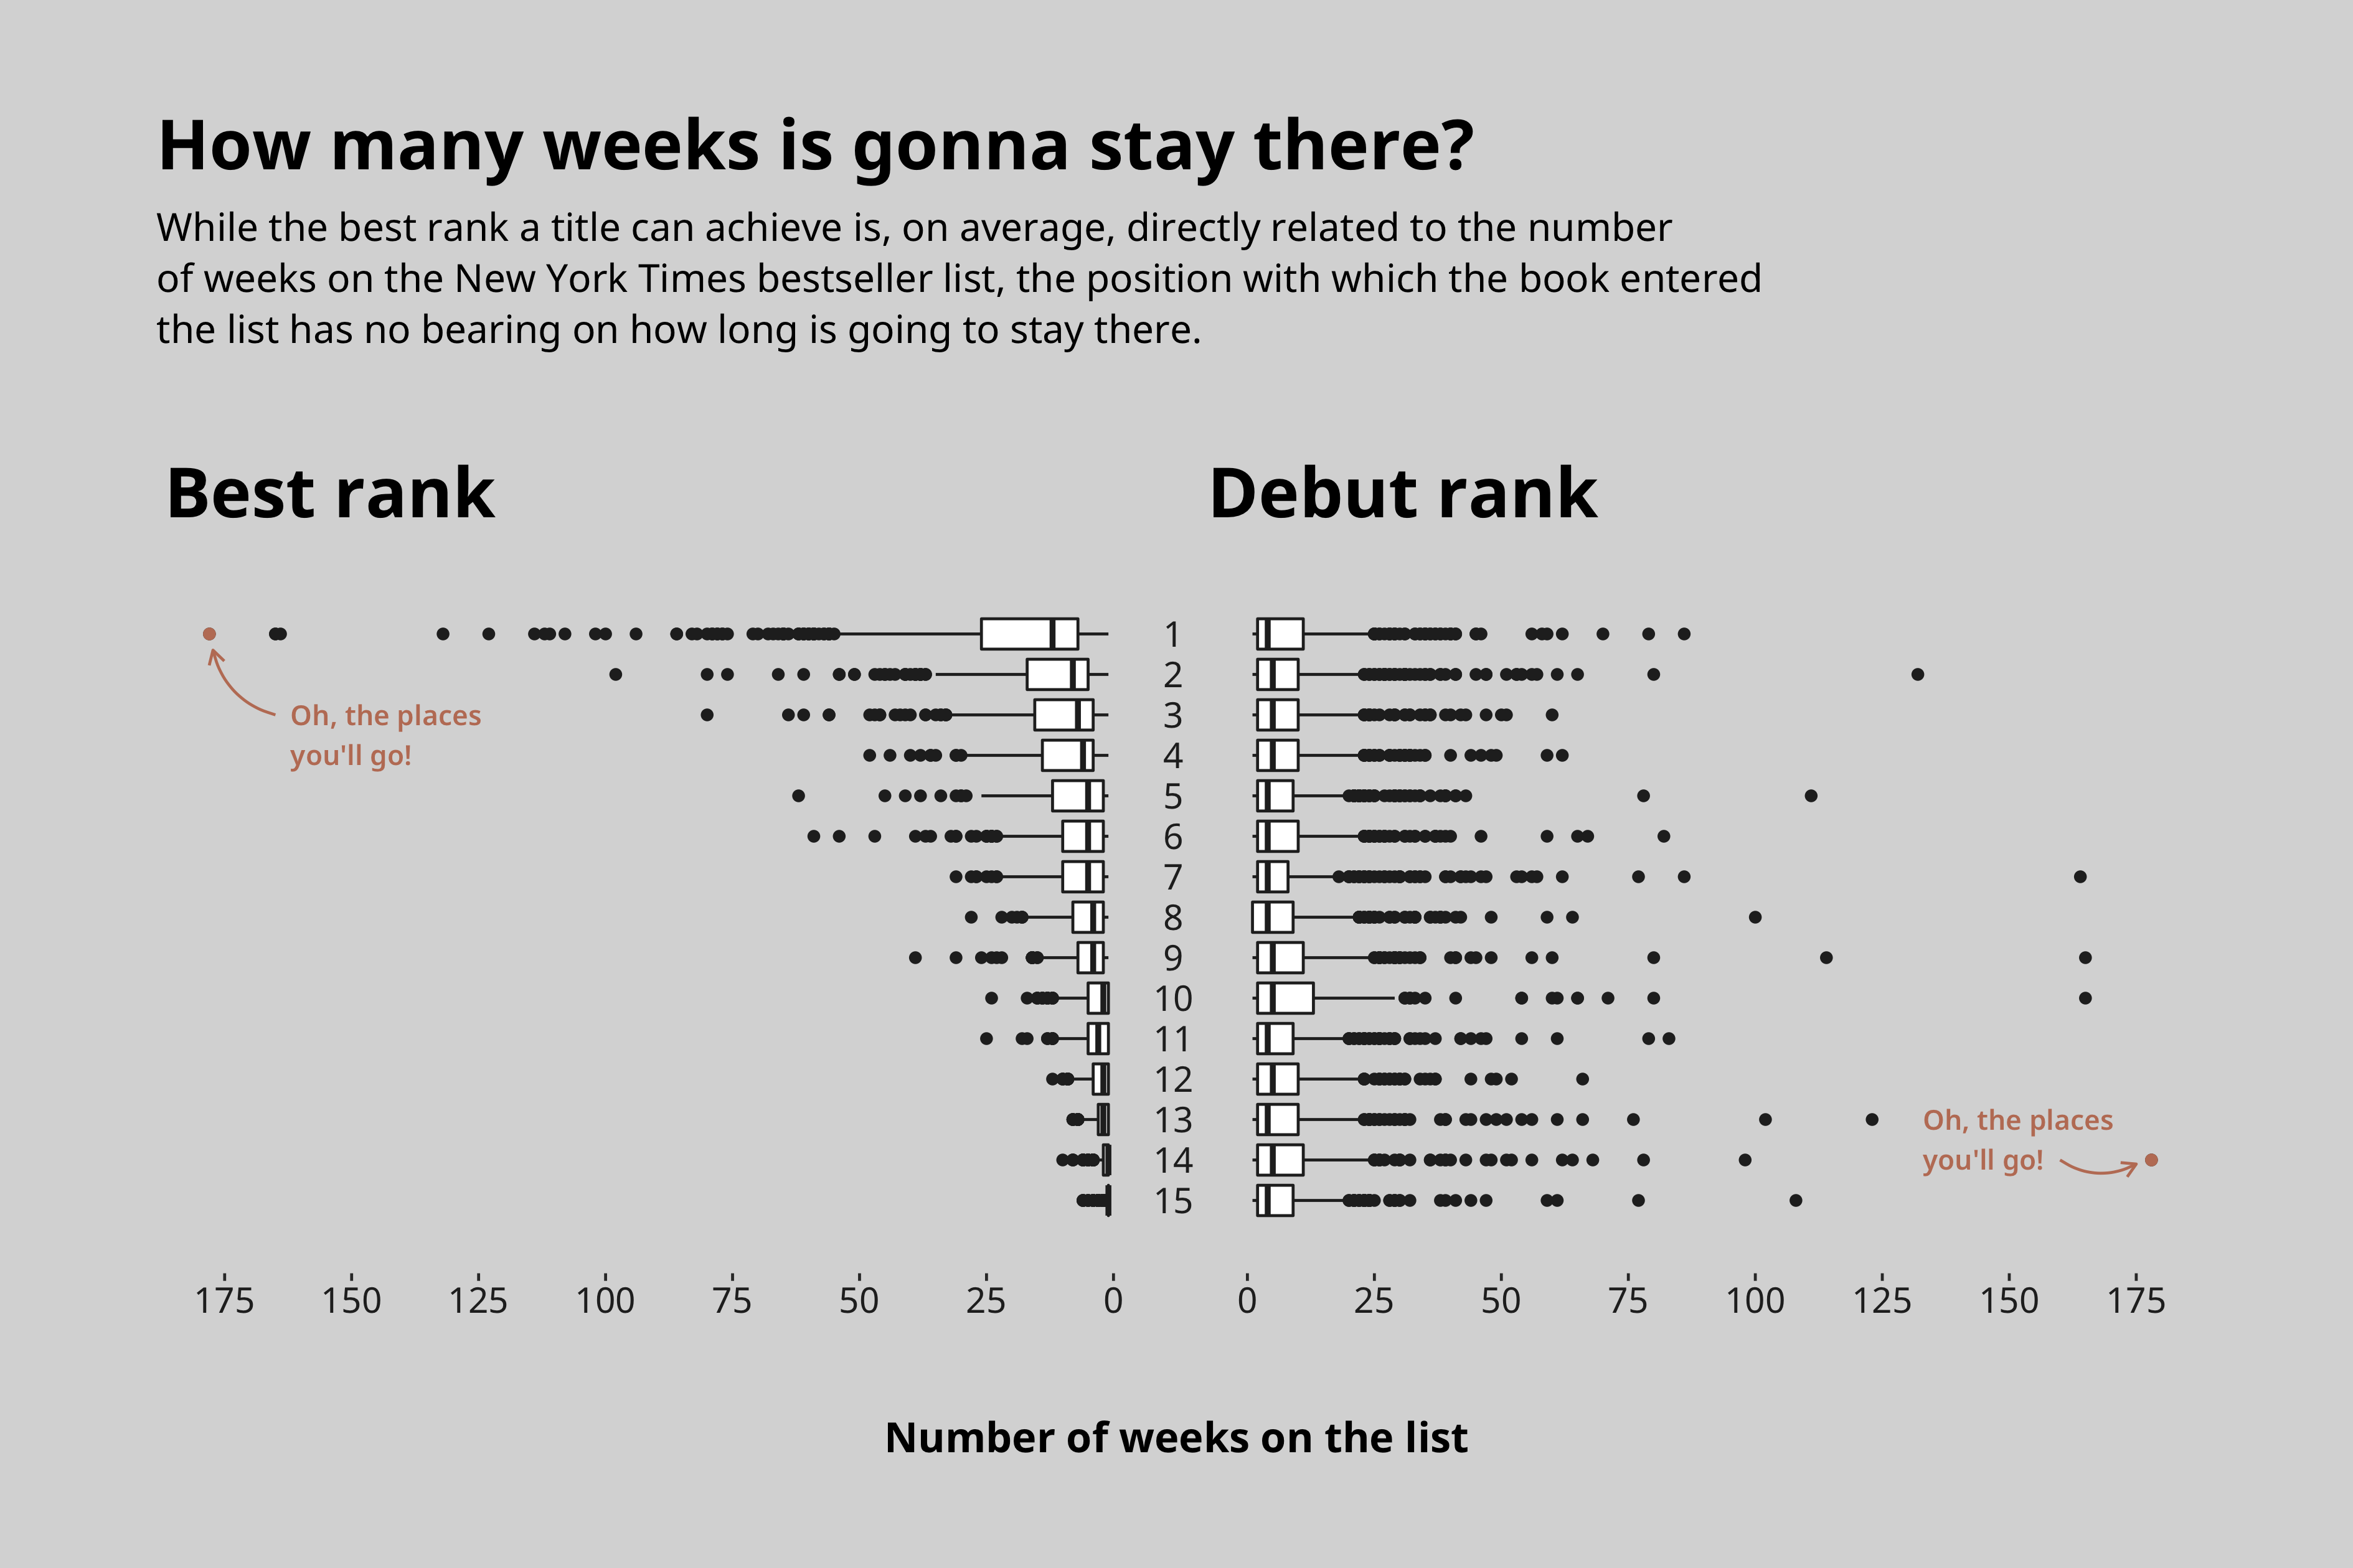 How many weeks is gonna stay there?
While the best rank a title can achieve is, on average, directly related to the number
of weeks on the New York Times bestseller list, the position with which the book entered
the list has no bearing on how long is going to stay there.
Best rank
Debut rank
1
2
3
4
5
6
7
8
9
10
11
12
13
14
15
Oh, the places
you'll go!
Oh, the places
you'll go!
175 150 125 100 75 50 25 0
0 25 50 75 100 125 150 175
Number of weeks on the list